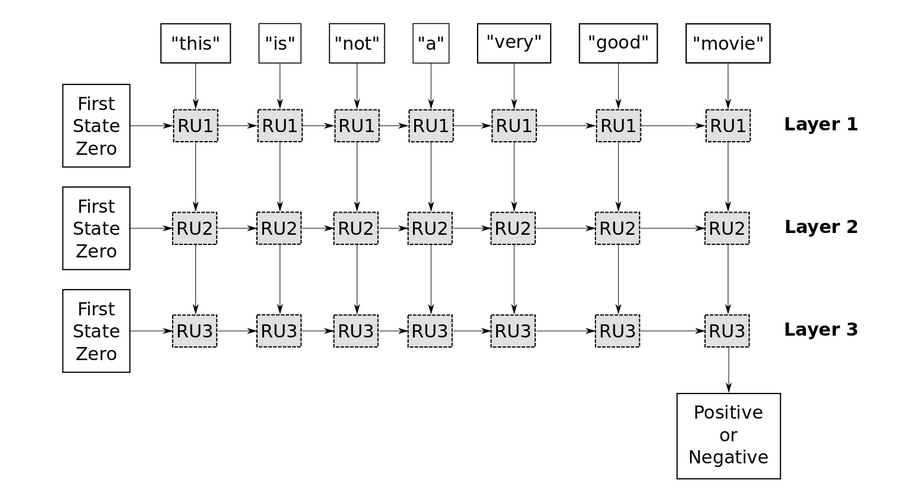 "this" "is" "not" "a" "very" "good" "movie"
First
State
Zero
RU1 RU1 RU1 RU1 RU1 RU1 RU1 Layer 1
First
State
Zero
RU2 RU2 RU2 RU2 RU2 RU2 RU2 Layer 2
First
State
Zero
RU3 RU3 RU3 RU3 RU3 RU3 RU3 Layer 3
Positive
or
Negative